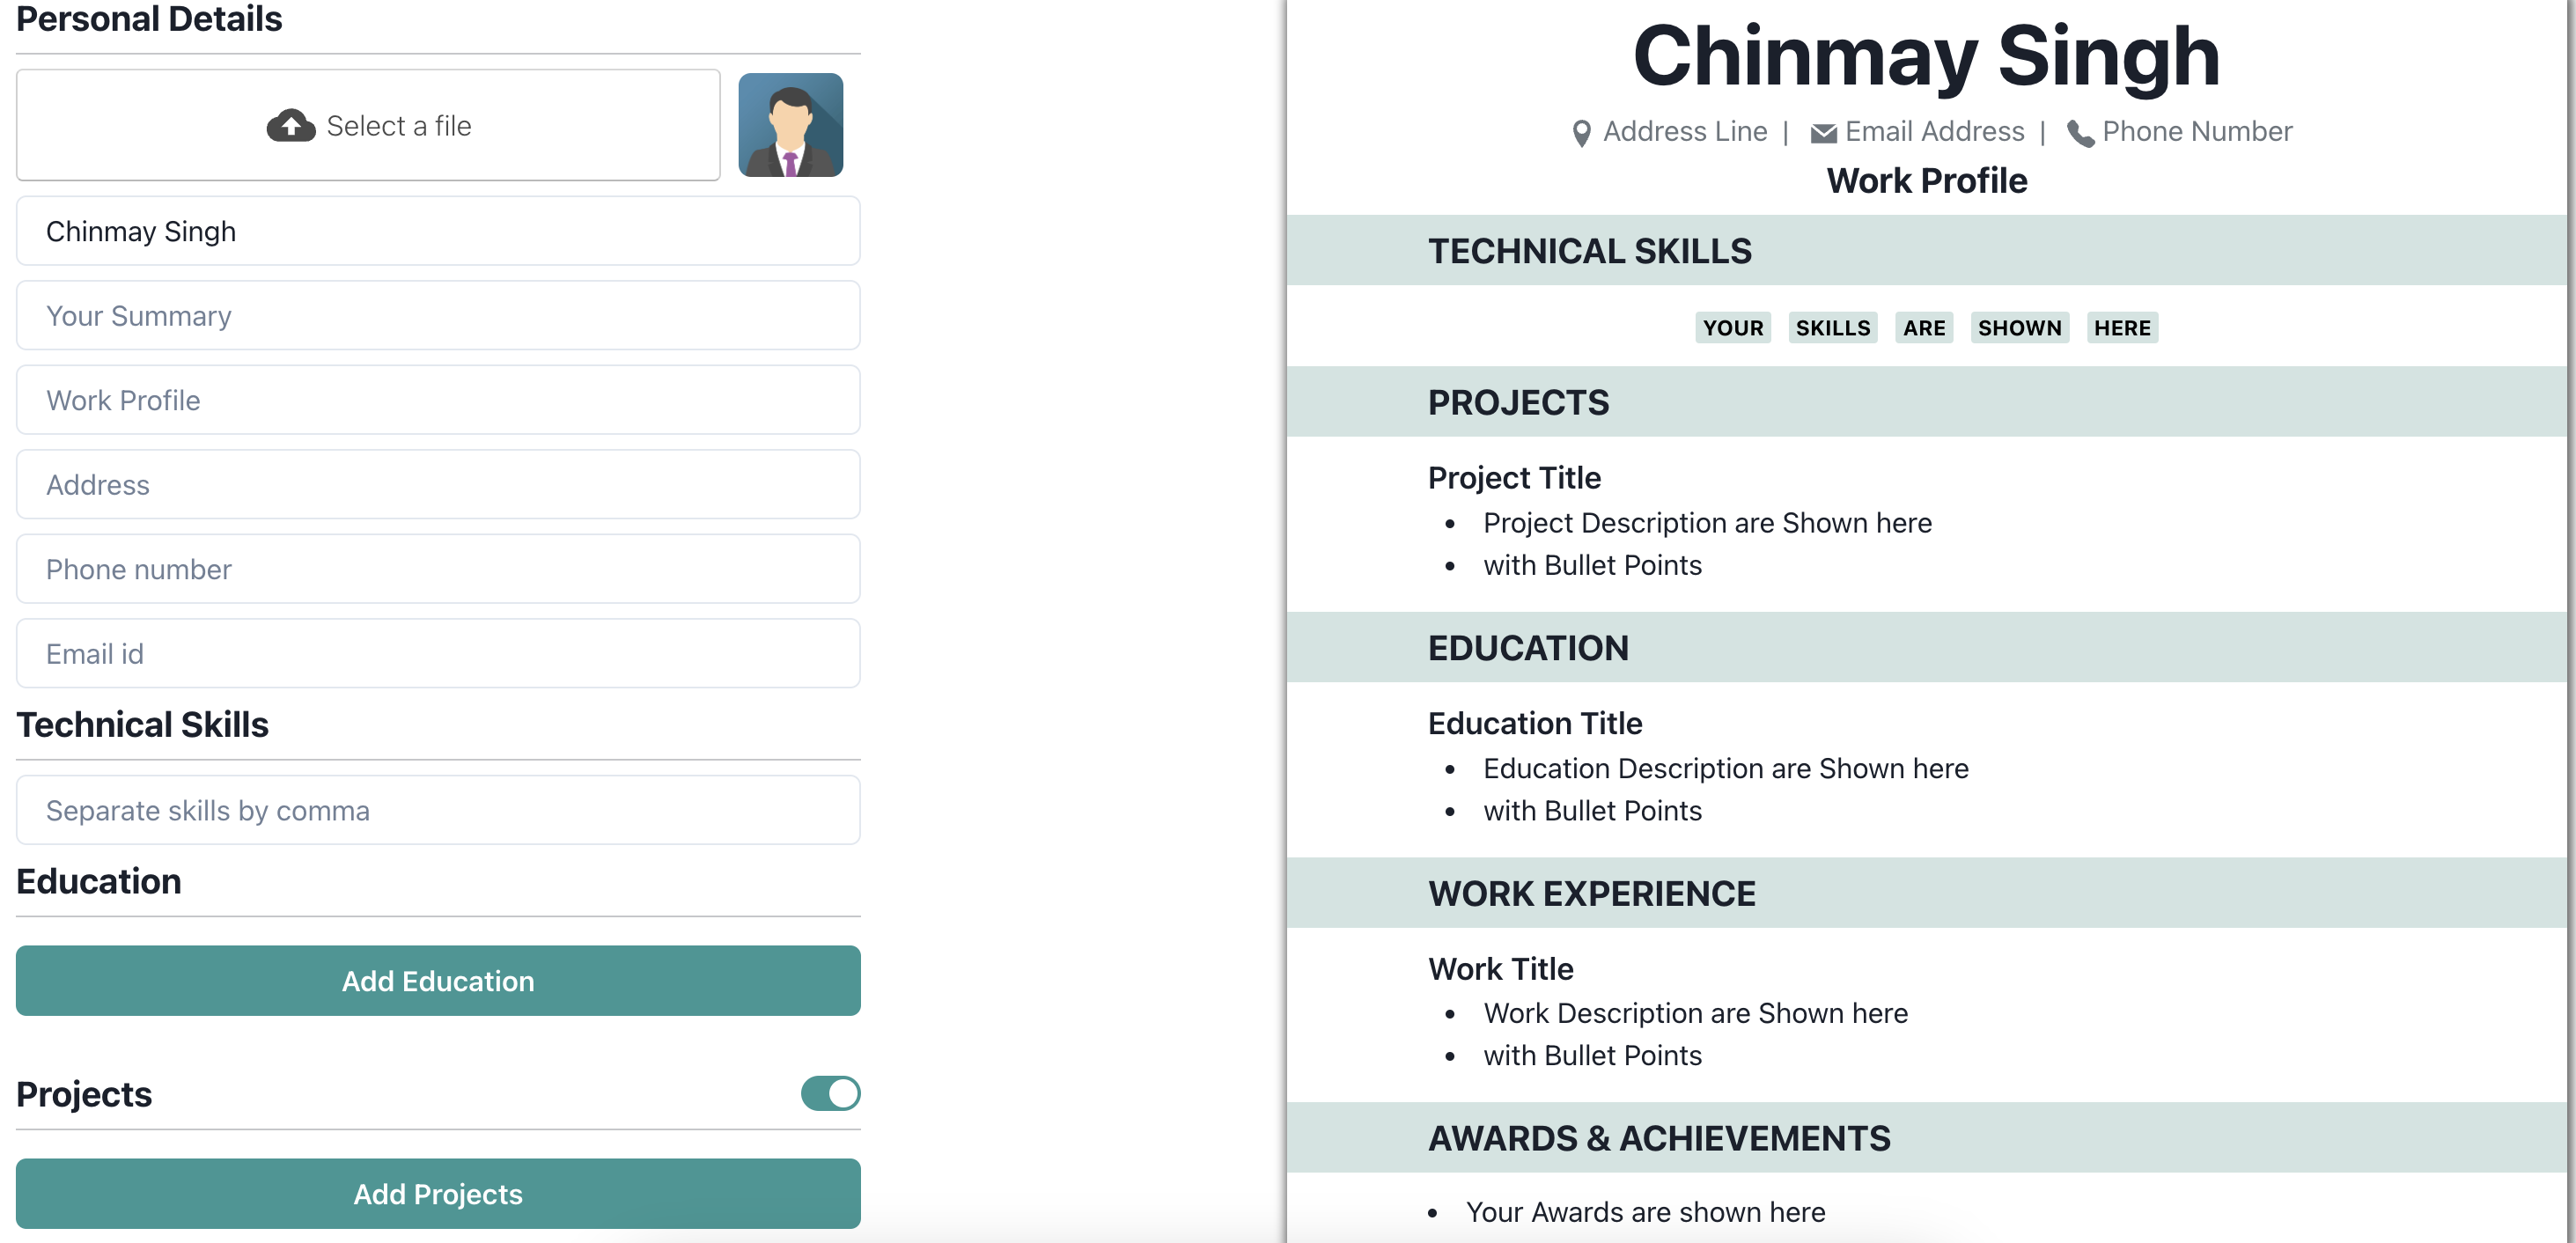 Personal Details
Select a file
Chinmay Singh
Your Summary
Work Profile
Address
Phone number
Email id
Technical Skills
Separate skills by comma
Education
Add Education
Projects
Add Projects
Chinmay Singh
Address Line | Email Address | Phone Number
Work Profile
TECHNICAL SKILLS
YOUR SKILLS ARE SHOWN HERE
PROJECTS
Project Title
• Project Description are Shown here
• with Bullet Points
EDUCATION
Education Title
• Education Description are Shown here
• with Bullet Points
WORK EXPERIENCE
Work Title
• Work Description are Shown here
• with Bullet Points
AWARDS & ACHIEVEMENTS
• Your Awards are shown here